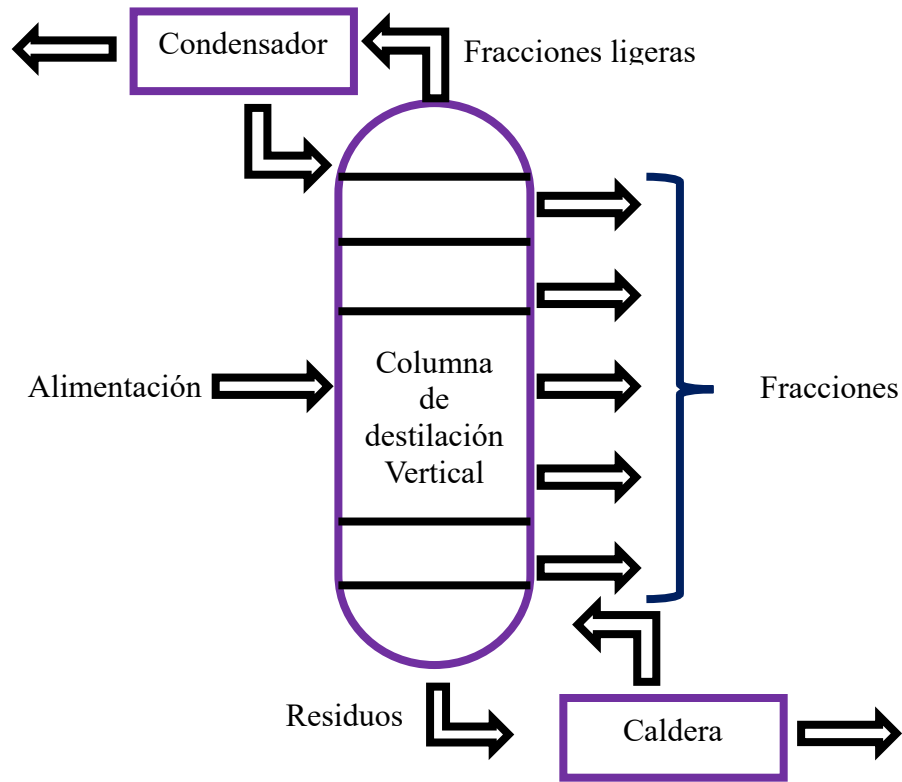 Condensador
Fracciones ligeras
Alimentación
Columna
de
destilación
Vertical
Fracciones
Residuos
Caldera